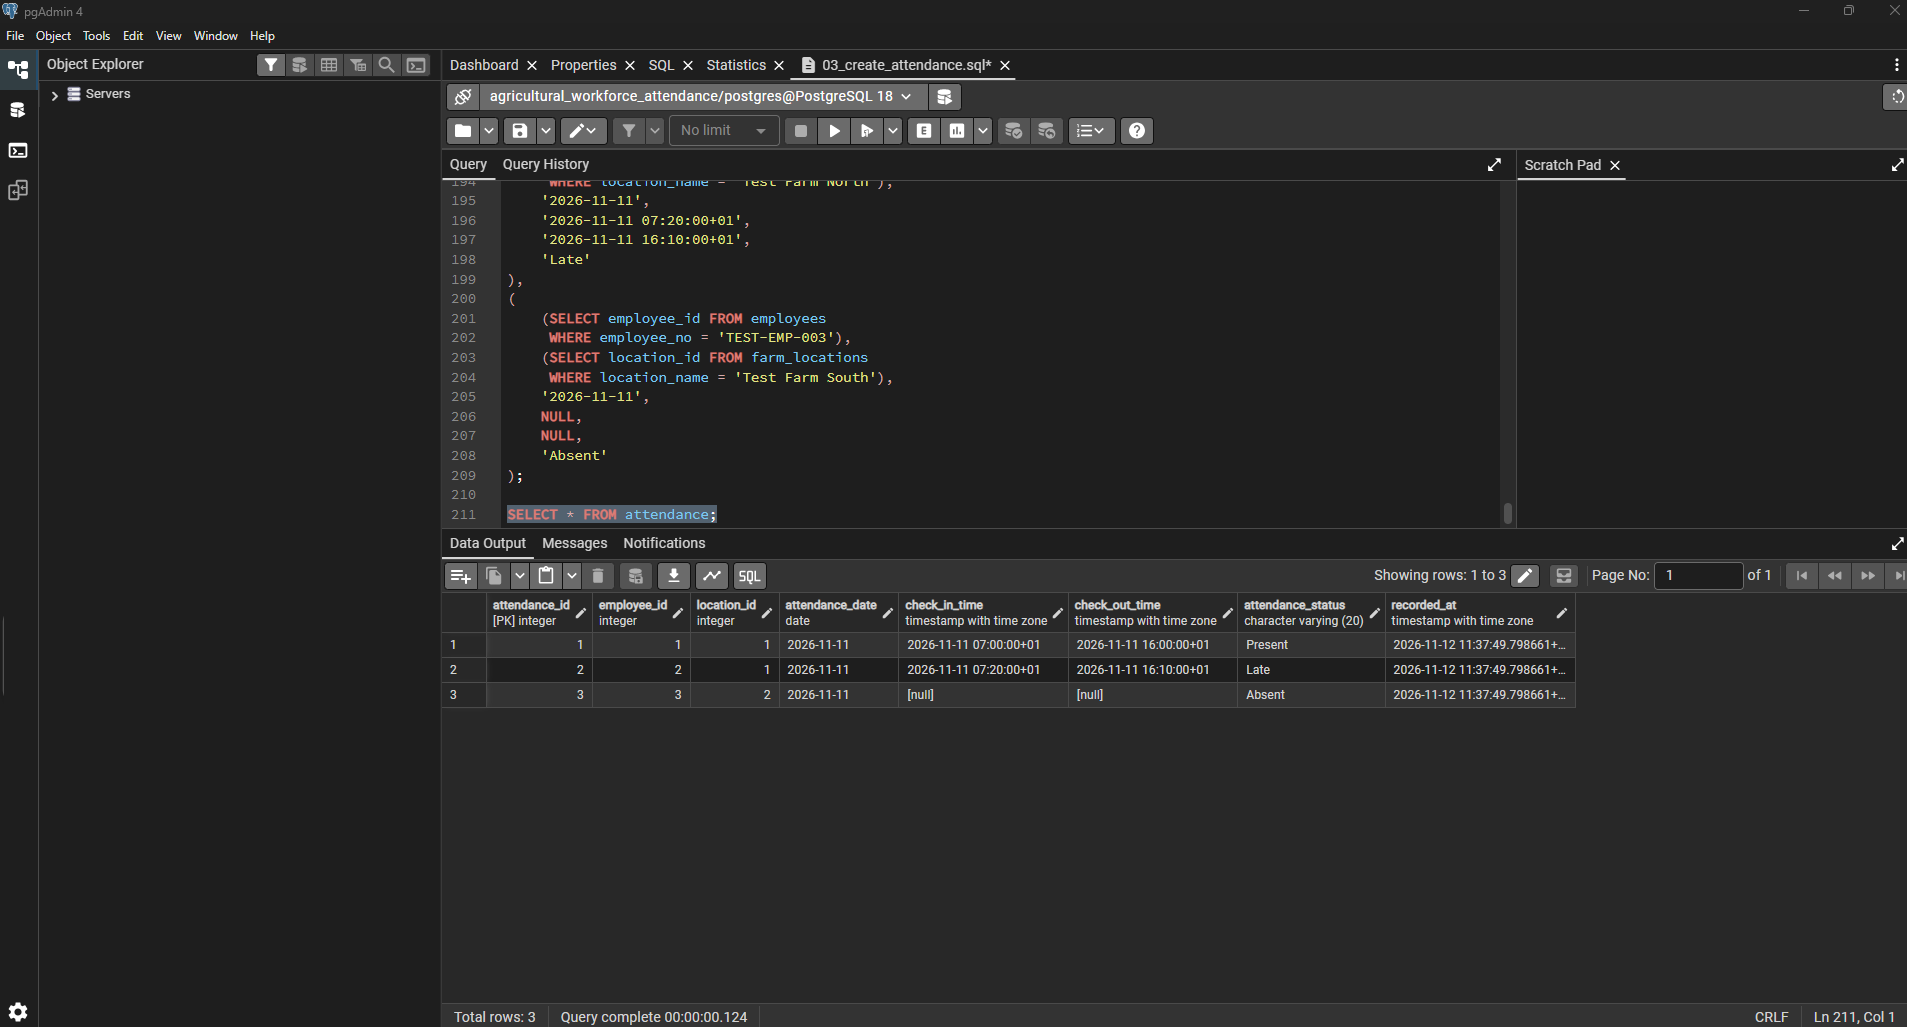 pgAdmin 4
File Object Tools Edit View Window Help
Object Explorer
Servers
Dashboard Properties SQL Statistics 03_create_attendance.sql*
agricultural_workforce_attendance/postgres@PostgreSQL 18
No limit
E
Query Query History
Scratch Pad
194 WHERE location_name = 'Test Farm North'),
195 '2026-11-11',
196 '2026-11-11 07:20:00+01',
197 '2026-11-11 16:10:00+01',
198 'Late'
199 ),
200 (
201 (SELECT employee_id FROM employees
202 WHERE employee_no = 'TEST-EMP-003'),
203 (SELECT location_id FROM farm_locations
204 WHERE location_name = 'Test Farm South'),
205 '2026-11-11',
206 NULL,
207 NULL,
208 'Absent'
209 );
210
211 SELECT * FROM attendance;
Data Output Messages Notifications
SQL
Showing rows: 1 to 3 Page No: 1 of 1
attendance_id employee_id location_id attendance_date check_in_time check_out_time attendance_status recorded_at
[PK] integer integer integer date timestamp with time zone timestamp with time zone character varying (20) timestamp with time zone
1 1 1 1 2026-11-11 2026-11-11 07:00:00+01 2026-11-11 16:00:00+01 Present 2026-11-12 11:37:49.798661+...
2 2 2 1 2026-11-11 2026-11-11 07:20:00+01 2026-11-11 16:10:00+01 Late 2026-11-12 11:37:49.798661+...
3 3 3 2 2026-11-11 [null] [null] Absent 2026-11-12 11:37:49.798661+...
Total rows: 3 Query complete 00:00:00.124 CRLF Ln 211, Col 1